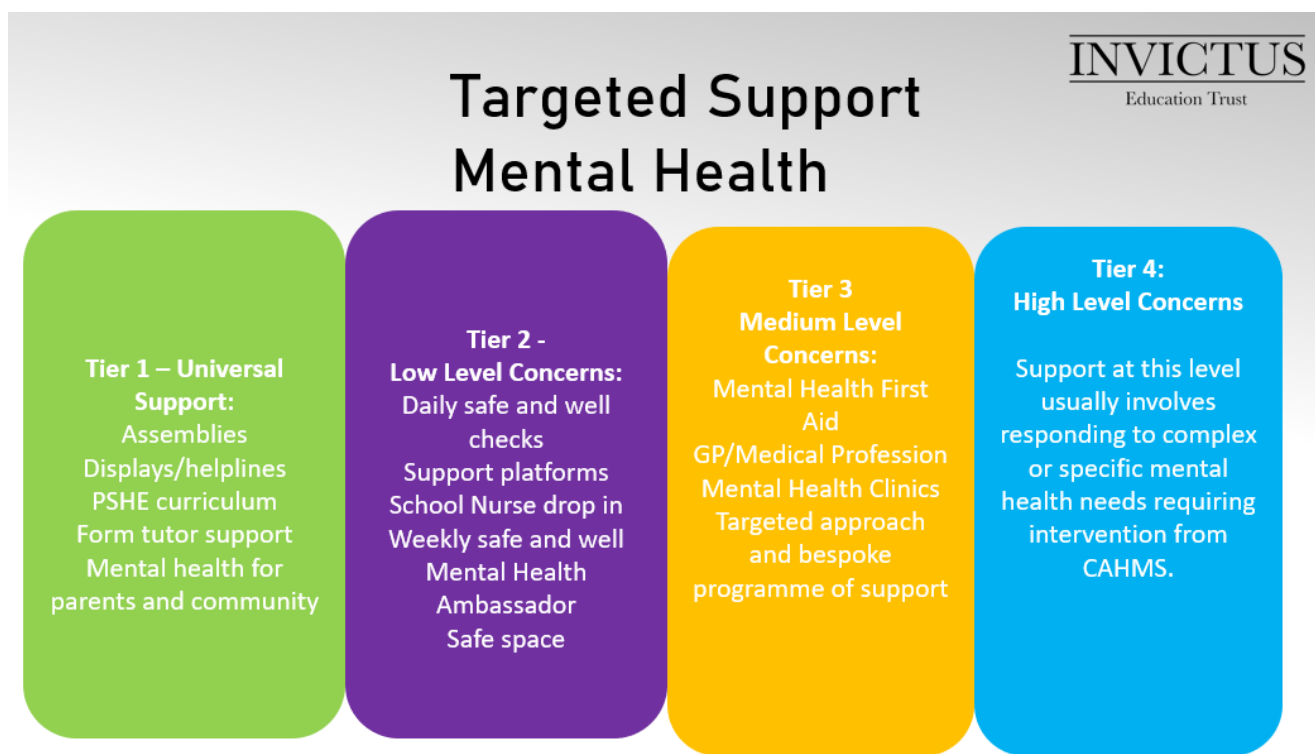 INVICTUS
Education Trust
Targeted Support
Mental Health
Tier 1 – Universal
Support:
Assemblies
Displays/helplines
PSHE curriculum
Form tutor support
Mental health for
parents and community
Tier 2 -
Low Level Concerns:
Daily safe and well
checks
Support platforms
School Nurse drop in
Weekly safe and well
Mental Health
Ambassador
Safe space
Tier 3
Medium Level
Concerns:
Mental Health First
Aid
GP/Medical Profession
Mental Health Clinics
Targeted approach
and bespoke
programme of support
Tier 4:
High Level Concerns
Support at this level
usually involves
responding to complex
or specific mental
health needs requiring
intervention from
CAHMS.